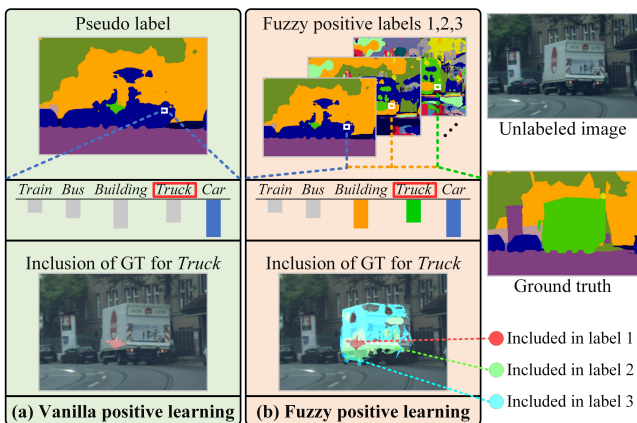 Pseudo label
Train Bus Building Truck Car
Inclusion of GT for Truck
(a) Vanilla positive learning
Fuzzy positive labels 1,2,3
Train Bus Building Truck Car
Inclusion of GT for Truck
(b) Fuzzy positive learning
Unlabeled image
Ground truth
Included in label 1
Included in label 2
Included in label 3